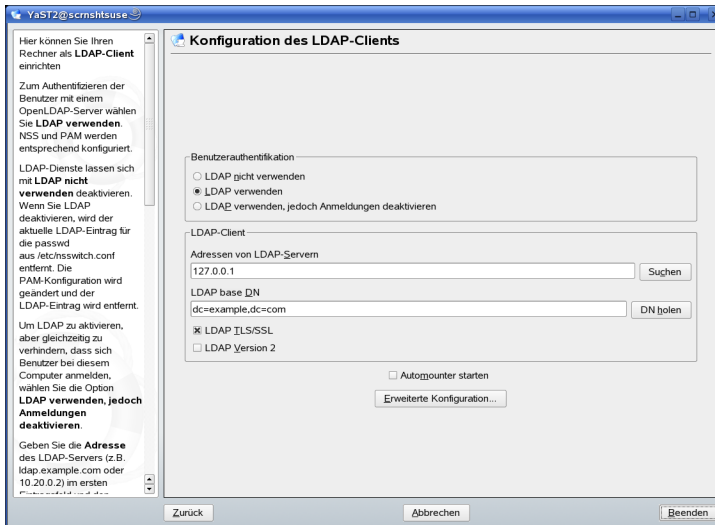 YaST2@scrnshtsuse
Hier können Sie Ihren
Rechner als LDAP-Client
einrichten
Zum Authentifizieren der
Benutzer mit einem
OpenLDAP-Server wählen
Sie LDAP verwenden.
NSS und PAM werden
entsprechend konfiguriert.
LDAP-Dienste lassen sich
mit LDAP nicht
verwenden deaktivieren.
Wenn Sie LDAP
deaktivieren, wird der
aktuelle LDAP-Eintrag für
die passwd
aus /etc/nsswitch.conf
entfernt. Die
PAM-Konfiguration wird
geändert und der
LDAP-Eintrag wird entfernt.
Um LDAP zu aktivieren,
aber gleichzeitig zu
verhindern, dass sich
Benutzer bei diesem
Computer anmelden,
wählen Sie die Option
LDAP verwenden, jedoch
Anmeldungen
deaktivieren.
Geben Sie die Adresse
des LDAP-Servers (z.B.
ldap.example.com oder
10.20.0.2) im ersten
Konfiguration des LDAP-Clients
Benutzerauthentifikation
LDAP nicht verwenden
LDAP verwenden
LDAP verwenden, jedoch Anmeldungen deaktivieren
LDAP-Client
Adressen von LDAP-Servern
127.0.0.1
Suchen
LDAP base DN
dc=example,dc=com
DN holen
LDAP TLS/SSL
LDAP Version 2
Automounter starten
Erweiterte Konfiguration...
Zurück
Abbrechen
Beenden